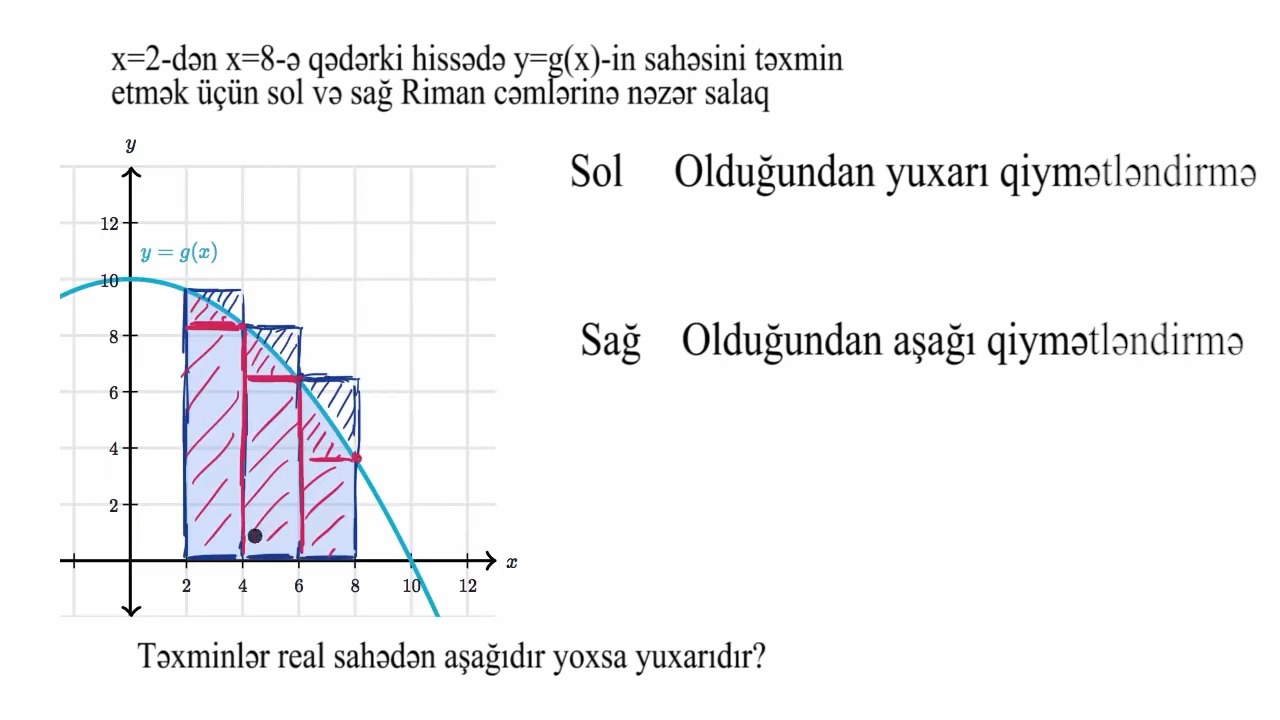 x=2-dən x=8-ə qədərki hissədə y=g(x)-in sahəsini təxmin
etmək üçün sol və sağ Riman cəmlərinə nəzər salaq
y
Sol Olduğundan yuxarı qiymətləndirmə
12
y = g(x)
10
8
Sağ Olduğundan aşağı qiymətləndirmə
6
4
2
x
2 4 6 8 10 12
Təxminlər real sahədən aşağıdır yoxsa yuxarıdır?